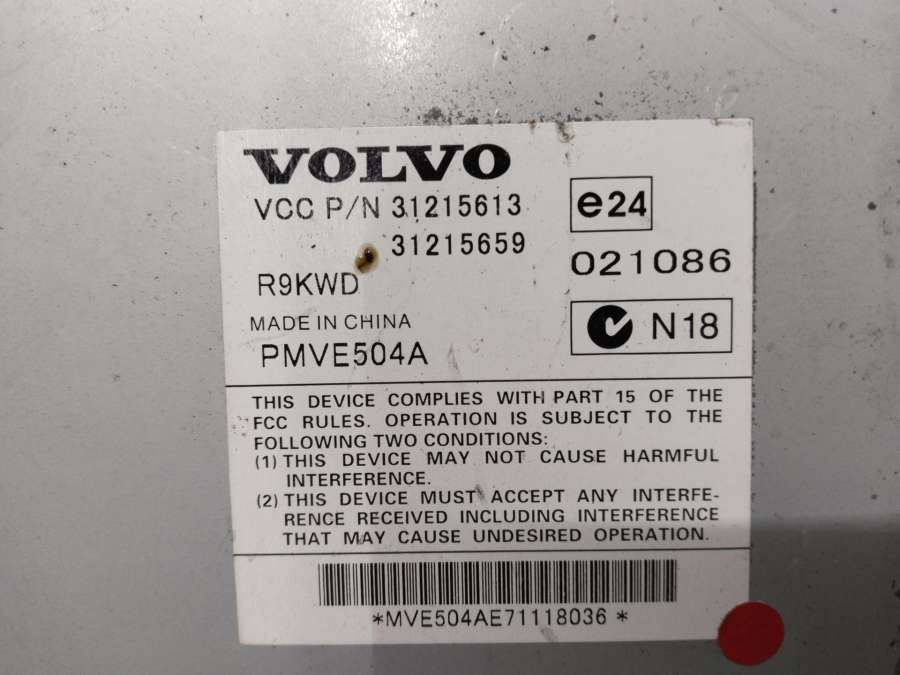 VOLVO
VCC P/N 31215613
31215659
e24
021086
R9KWD
N18
MADE IN CHINA
PMVE504A
THIS DEVICE COMPLIES WITH PART 15 OF THE
FCC RULES. OPERATION IS SUBJECT TO THE
FOLLOWING TWO CONDITIONS:
(1) THIS DEVICE MAY NOT CAUSE HARMFUL
INTERFERENCE.
(2) THIS DEVICE MUST ACCEPT ANY INTERFE-
RENCE RECEIVED INCLUDING INTERFERENCE
THAT MAY CAUSE UNDESIRED OPERATION.
*MVE504AE71118036*